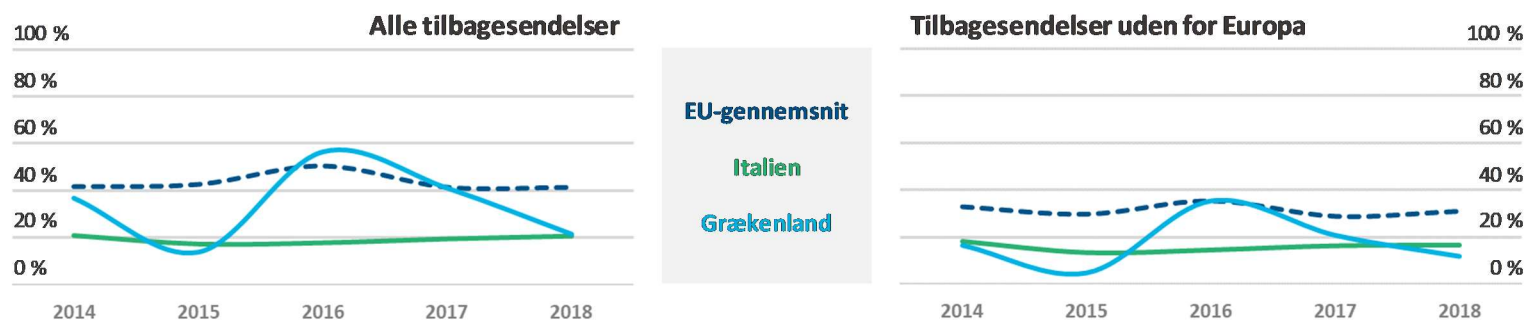 Alle tilbagesendelser
100 %
80 %
60 %
40 %
20 %
0 %
2014 2015 2016 2017 2018
EU-gennemsnit
Italien
Grækenland
Tilbagesendelser uden for Europa
100 %
80 %
60 %
40 %
20 %
0 %
2014 2015 2016 2017 2018